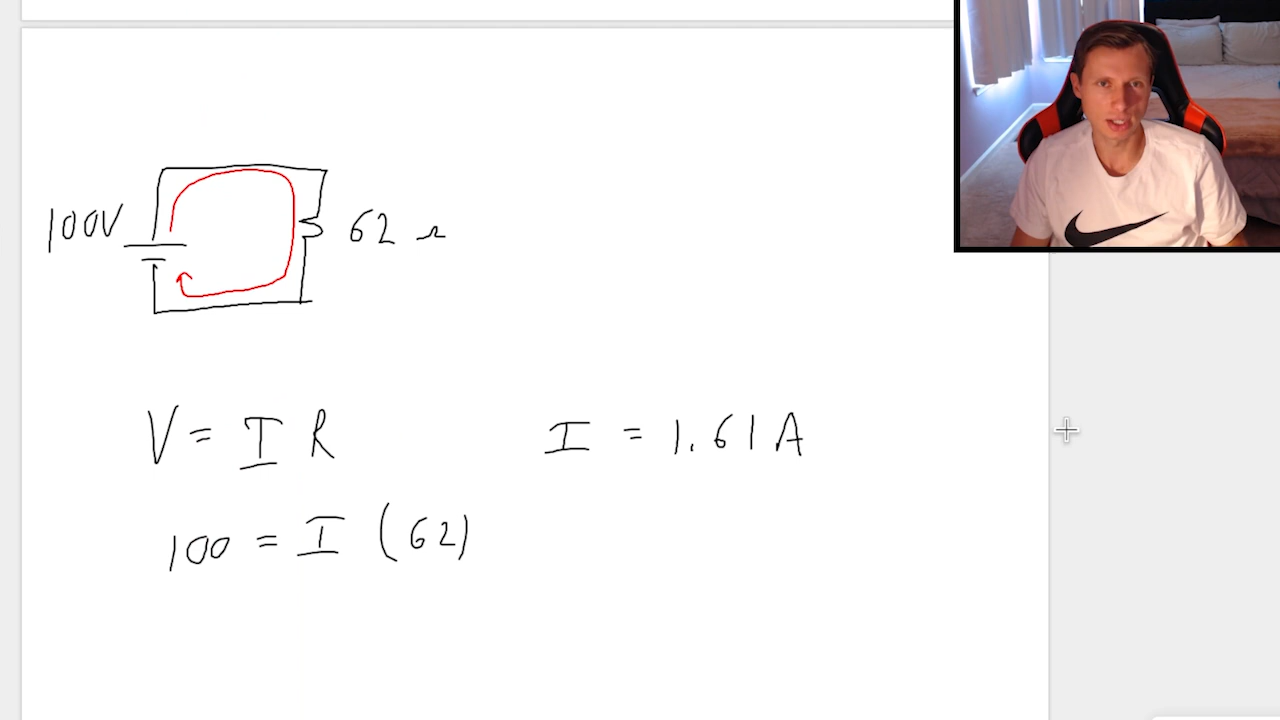 100V
62 Ω
V = I R
I = 1.61 A
100 = I (62)